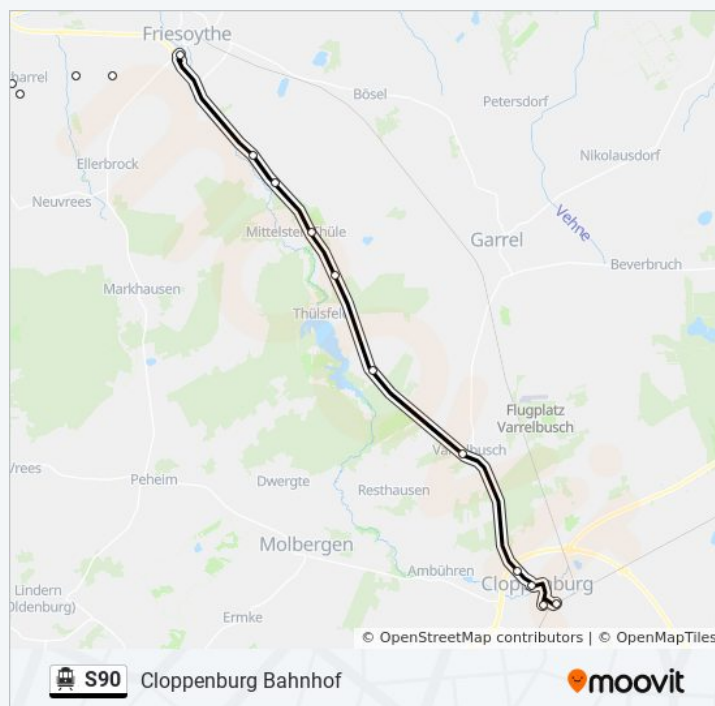 Friesoythe
Bösel
Petersdorf
Ellerbrock
Nikolausdorf
Neuvrees
Mittelsten Thüle
Vehne
Garrel
Beverbruch
Markhausen
Thülsfeld
Flugplatz
Varrelbusch
Varrelbusch
Peheim
Dwergte
Resthausen
Molbergen
Ambühren
Cloppenburg
Lindern
(Oldenburg)
Ermke
© OpenStreetMap contributors | © OpenMapTiles
S90 Cloppenburg Bahnhof
moovit